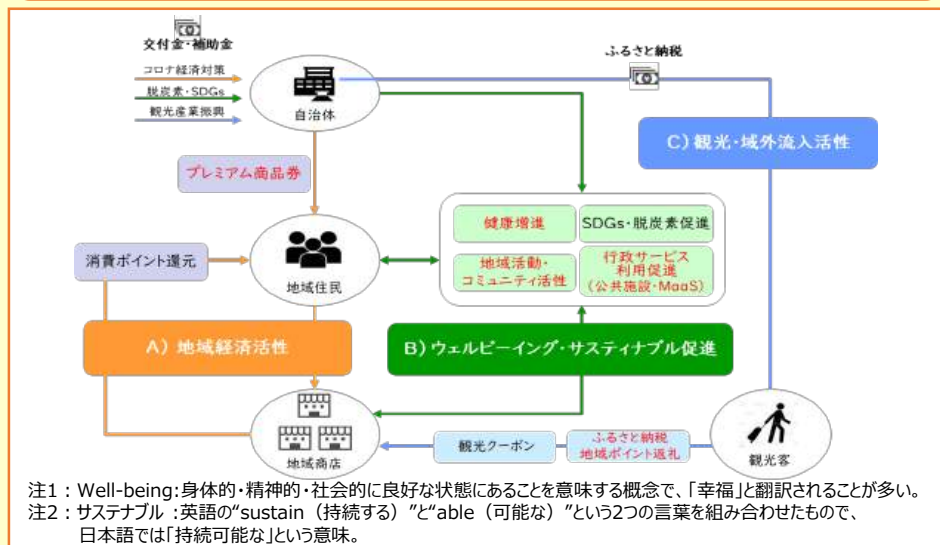 交付金・補助金
コロナ経済対策
脱炭素・SDGs
観光産業振興
自治体
ふるさと納税
C）観光・域外流入活性
プレミアム商品券
健康増進
SDGs・脱炭素促進
地域活動・
コミュニティ活性
行政サービス
利用促進
(公共施設・MaaS)
消費ポイント還元
地域住民
A）地域経済活性
B）ウェルビーイング・サスティナブル促進
地域商店
観光クーポン
ふるさと納税
地域ポイント返礼
観光客
注1：Well-being:身体的・精神的・社会的に良好な状態にあることを意味する概念で、「幸福」と翻訳されることが多い。
注2：サステナブル：英語の“sustain（持続する）”と“able（可能な）”という2つの言葉を組み合わせたもので、
日本語では「持続可能な」という意味。